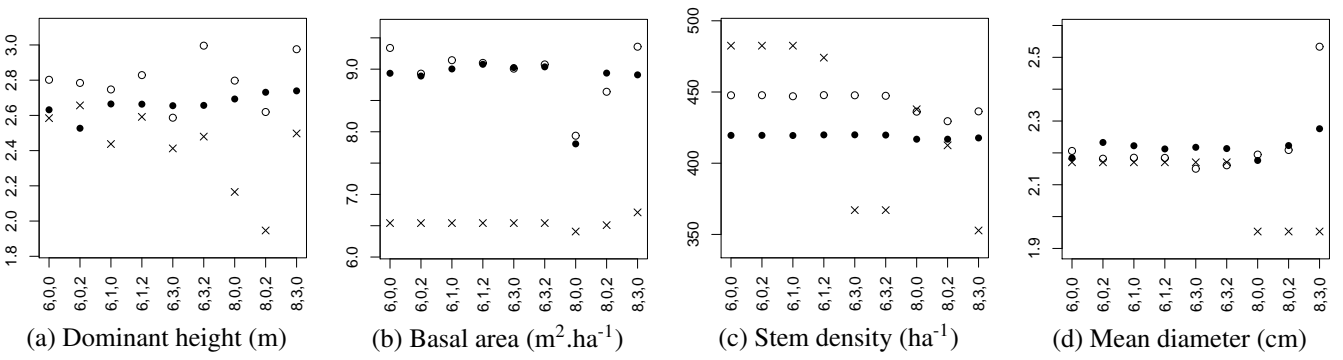 1.8 2.0 2.2 2.4 2.6 2.8 3.0
6,0,0 6,0,2 6,1,0 6,1,2 6,3,0 6,3,2 8,0,0 8,0,2 8,3,0
(a) Dominant height (m)
6.0 7.0 8.0 9.0
6,0,0 6,0,2 6,1,0 6,1,2 6,3,0 6,3,2 8,0,0 8,0,2 8,3,0
(b) Basal area (m².ha⁻¹)
350 400 450 500
6,0,0 6,0,2 6,1,0 6,1,2 6,3,0 6,3,2 8,0,0 8,0,2 8,3,0
(c) Stem density (ha⁻¹)
1.9 2.1 2.3 2.5
6,0,0 6,0,2 6,1,0 6,1,2 6,3,0 6,3,2 8,0,0 8,0,2 8,3,0
(d) Mean diameter (cm)